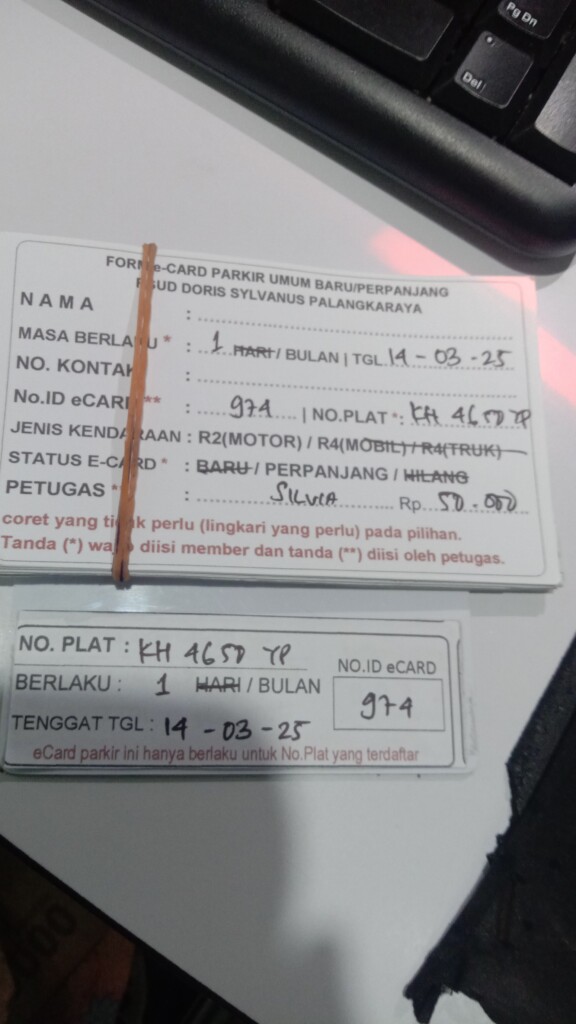 Pg Dn
Del
FORM e-CARD PARKIR UMUM BARU/PERPANJANG
RSUD DORIS SYLVANUS PALANGKARAYA
NAMA :
MASA BERLAKU * : 1 HARI / BULAN | TGL. 14 - 03 - 25
NO. KONTAK :
No.ID eCARD ** : 974 | NO.PLAT *: KH 4650 YP
JENIS KENDARAAN : R2(MOTOR) / R4(MOBIL) / R4(TRUK)
STATUS E-CARD * : BARU / PERPANJANG / HILANG
PETUGAS ** : SILVIA Rp. 50.000
coret yang tidak perlu (lingkari yang perlu) pada pilihan.
Tanda (*) wajib diisi member dan tanda (**) diisi oleh petugas.
NO. PLAT : KH 4650 YP
NO.ID eCARD
BERLAKU : 1 HARI / BULAN
974
TENGGAT TGL : 14 - 03 - 25
eCard parkir ini hanya berlaku untuk No.Plat yang terdaftar